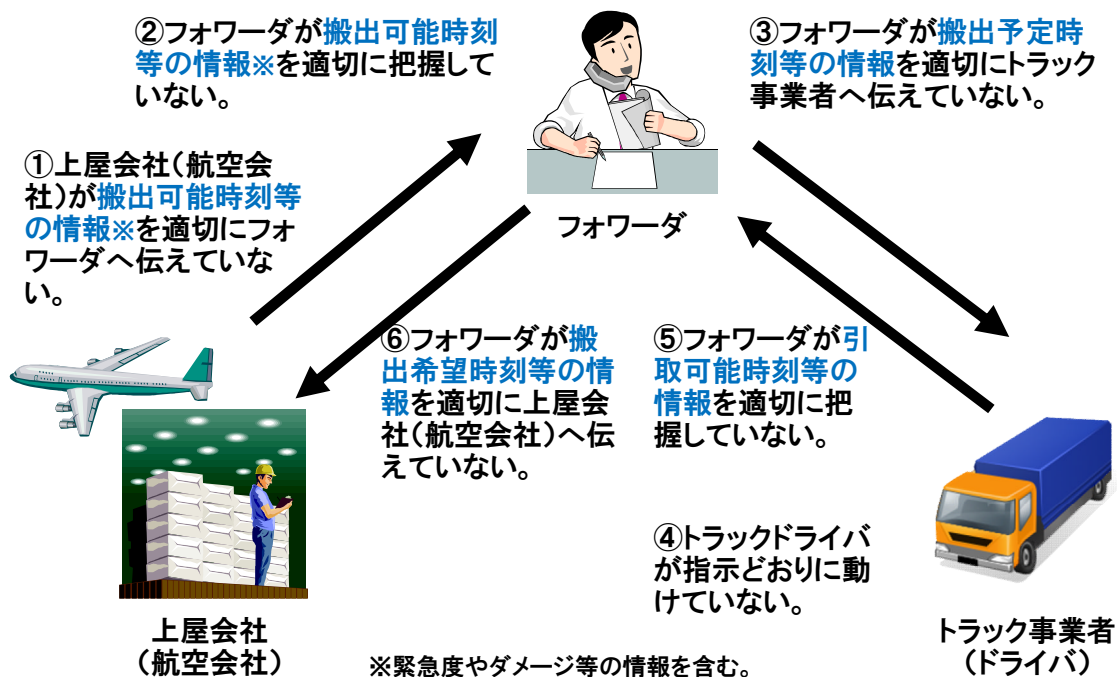 ②フォワーダが搬出可能時刻
等の情報※を適切に把握して
いない。
③フォワーダが搬出予定時
刻等の情報を適切にトラック
事業者へ伝えていない。
①上屋会社(航空会
社)が搬出可能時刻等
の情報※を適切にフォ
ワーダへ伝えていな
い。
フォワーダ
⑥フォワーダが搬
出希望時刻等の情
報を適切に上屋会
社(航空会社)へ伝
えていない。
⑤フォワーダが引
取可能時刻等の
情報を適切に把
握していない。
④トラックドライバ
が指示どおりに動
けていない。
上屋会社
(航空会社)
トラック事業者
(ドライバ)
※緊急度やダメージ等の情報を含む。